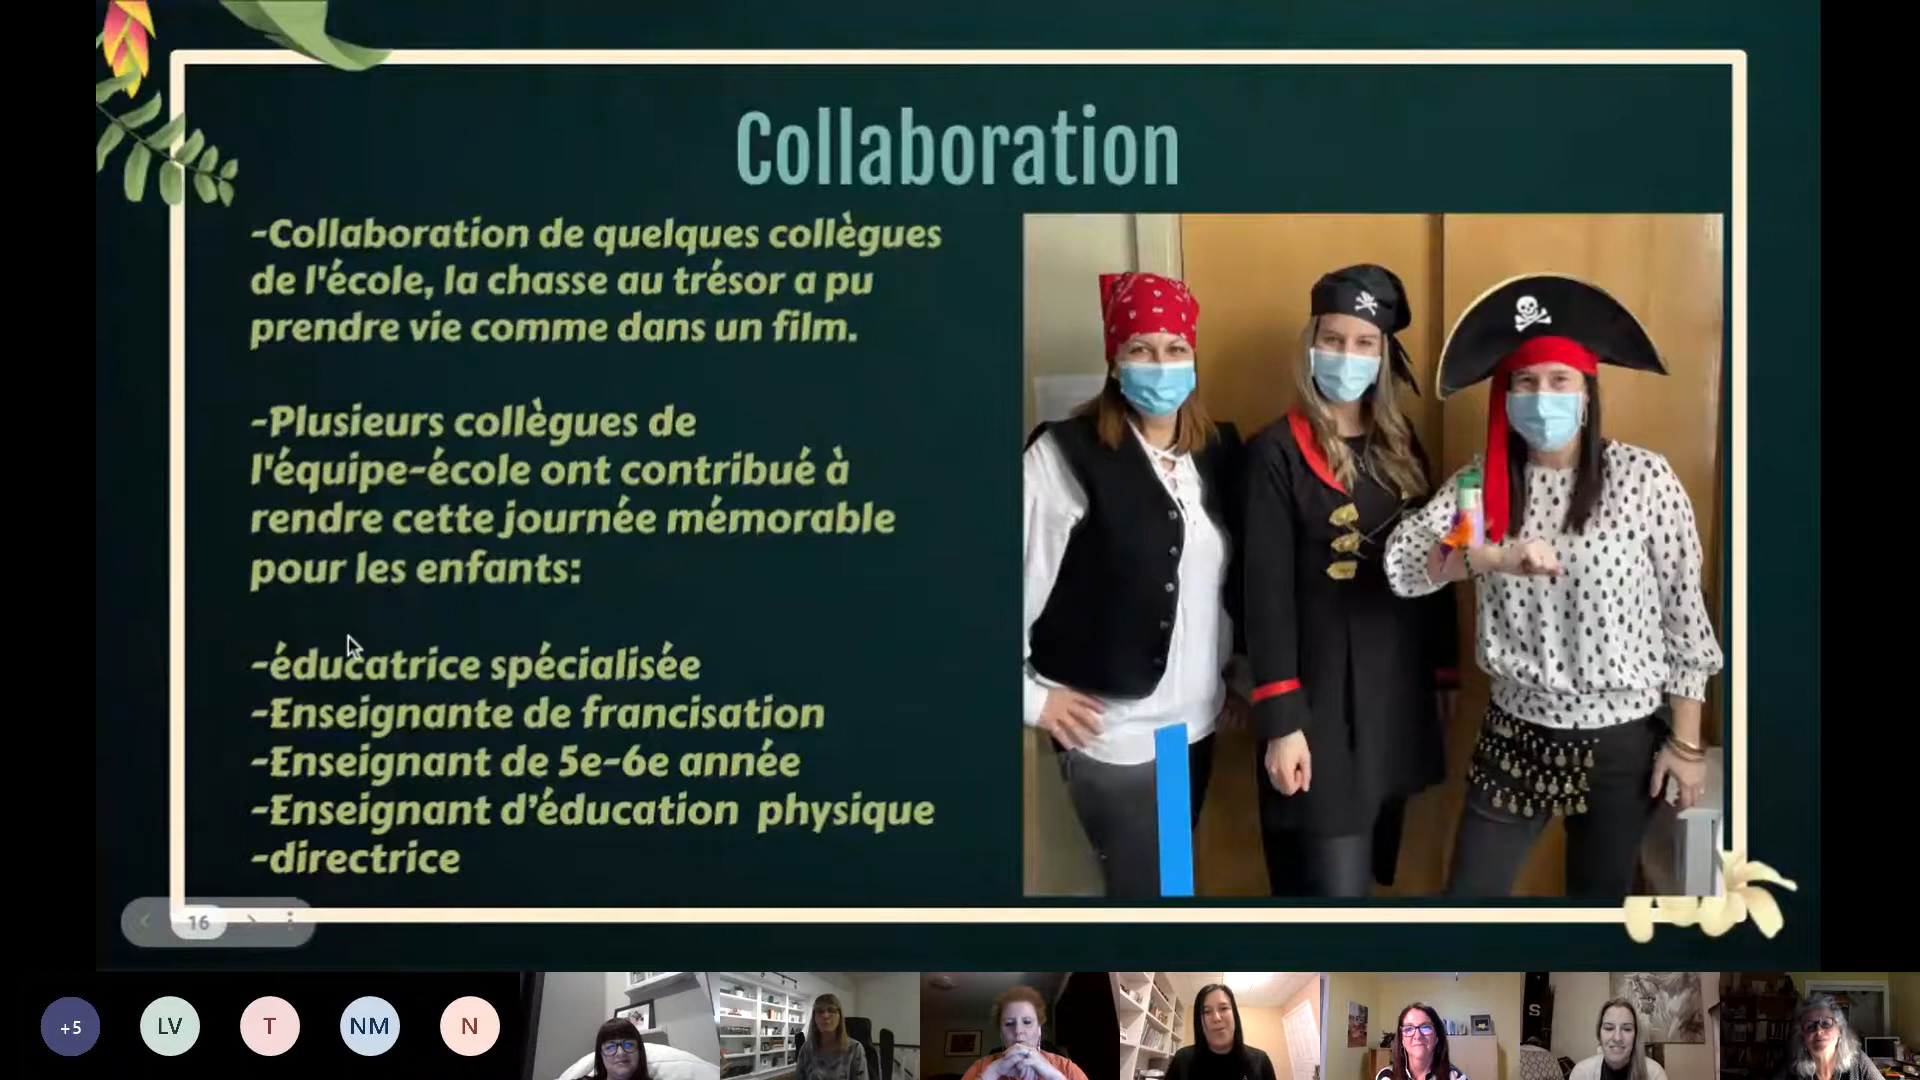 Collaboration
-Collaboration de quelques collègues
de l'école, la chasse au trésor a pu
prendre vie comme dans un film.
-Plusieurs collègues de
l'équipe-école ont contribué à
rendre cette journée mémorable
pour les enfants:
-éducatrice spécialisée
-Enseignante de francisation
-Enseignant de 5e-6e année
-Enseignant d’éducation physique
-directrice
16
+5
LV
T
NM
N
S